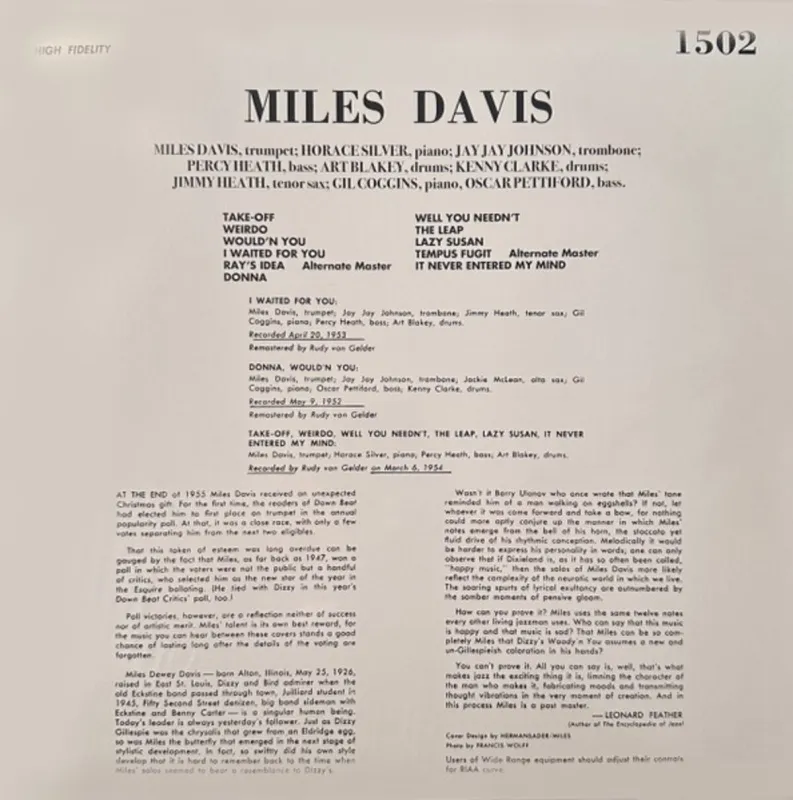 HIGH FIDELITY
1502
MILES DAVIS
MILES DAVIS, trumpet; HORACE SILVER, piano; JAY JAY JOHNSON, trombone;
PERCY HEATH, bass; ART BLAKEY, drums; KENNY CLARKE, drums;
JIMMY HEATH, tenor sax; GIL COGGINS, piano, OSCAR PETTIFORD, bass.
TAKE-OFF
WEIRDO
WOULD'N YOU
I WAITED FOR YOU
RAY'S IDEA Alternate Master
DONNA
WELL YOU NEEDN'T
THE LEAP
LAZY SUSAN
TEMPUS FUGIT Alternate Master
IT NEVER ENTERED MY MIND
I WAITED FOR YOU:
Miles Davis, trumpet; Jay Jay Johnson, trombone; Jimmy Heath, tenor sax; Gil
Coggins, piano; Percy Heath, bass; Art Blakey, drums.
Recorded April 20, 1953
Remastered by Rudy van Gelder
DONNA, WOULD'N YOU:
Miles Davis, trumpet; Jay Jay Johnson, trombone; Jackie McLean, alto sax; Gil
Coggins, piano; Oscar Pettiford, bass; Kenny Clarke, drums.
Recorded May 9, 1952
Remastered by Rudy van Gelder
TAKE-OFF, WEIRDO, WELL YOU NEEDN'T, THE LEAP, LAZY SUSAN, IT NEVER
ENTERED MY MIND:
Miles Davis, trumpet; Horace Silver, piano; Percy Heath, bass; Art Blakey, drums.
Recorded by Rudy van Gelder on March 6, 1954
AT THE END of 1955 Miles Davis received an unexpected
Christmas gift. For the first time, the readers of Down Beat
had elected him to first place on trumpet in the annual
popularity poll. At that, it was a close race, with only a few
votes separating him from the next two eligibles.
That this token of esteem was long overdue can be
gauged by the fact that Miles, as far back as 1947, won a
poll in which the voters were not the public but a handful
of critics, who selected him as the new star of the year in
the Esquire balloting. (He tied with Dizzy in this year's
Down Beat Critics' poll, too.)
Poll victories, however, are a reflection neither of success
nor of artistic merit. Miles' talent is its own best reward, for
the music you can hear between these covers stands a good
chance of lasting long after the details of the voting are
forgotten.
Miles Dewey Davis — born Alton, Illinois, May 25, 1926,
raised in East St. Louis, Dizzy and Bird admirer when the
old Eckstine band passed through town, Juilliard student in
1945, Fifty Second Street denizen, big band sideman with
Eckstine and Benny Carter — is a singular human being.
Today's leader is always yesterday's follower. Just as Dizzy
Gillespie was the chrysalis that grew from an Eldridge egg,
so was Miles the butterfly that emerged in the next stage of
stylistic development. In fact, so swiftly did his own style
develop that it is hard to remember back to the time when
Miles' solos seemed to bear a resemblance to Dizzy's.
Wasn't it Barry Ulanov who once wrote that Miles' tone
reminded him of a man walking on eggshells? If not, let
whoever it was come forward and take a bow, for nothing
could more aptly conjure up the manner in which Miles'
notes emerge from the bell of his horn, the staccato yet
fluid drive of his rhythmic conception. Melodically it would
be harder to express his personality in words; one can only
observe that if Dixieland is, as it has so often been called,
"happy music," then the solos of Miles Davis more likely
reflect the complexity of the neurotic world in which we live.
The soaring spurts of lyrical exultancy are outnumbered by
the somber moments of pensive gloom.
How can you prove it? Miles uses the same twelve notes
every other living jazzman uses. Who can say that this music
is happy and that music is sad? That Miles can be so com-
pletely Miles that Dizzy's Woody'n You assumes a new and
un-Gillespieish coloration in his hands?
You can't prove it. All you can say is, well, that's what
makes jazz the exciting thing it is, limning the character of
the man who makes it, fabricating moods and transmitting
thought vibrations in the very moment of creation. And in
this process Miles is a past master.
— LEONARD FEATHER
(Author of The Encyclopedia of Jazz)
Cover Design by HERMANSADER-MILES
Photo by FRANCIS WOLFF
Users of Wide Range equipment should adjust their controls
for RIAA curve.